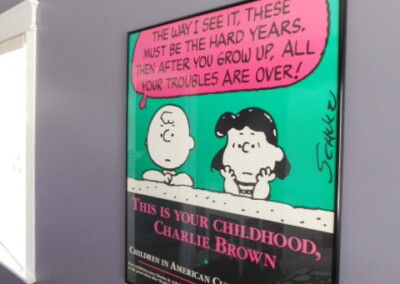 THE WAY I SEE IT, THESE
MUST BE THE HARD YEARS.
THEN AFTER YOU GROW UP, ALL
YOUR TROUBLES ARE OVER!
SCHULZ
THIS IS YOUR CHILDHOOD,
CHARLIE BROWN
CHILDREN IN AMERICAN